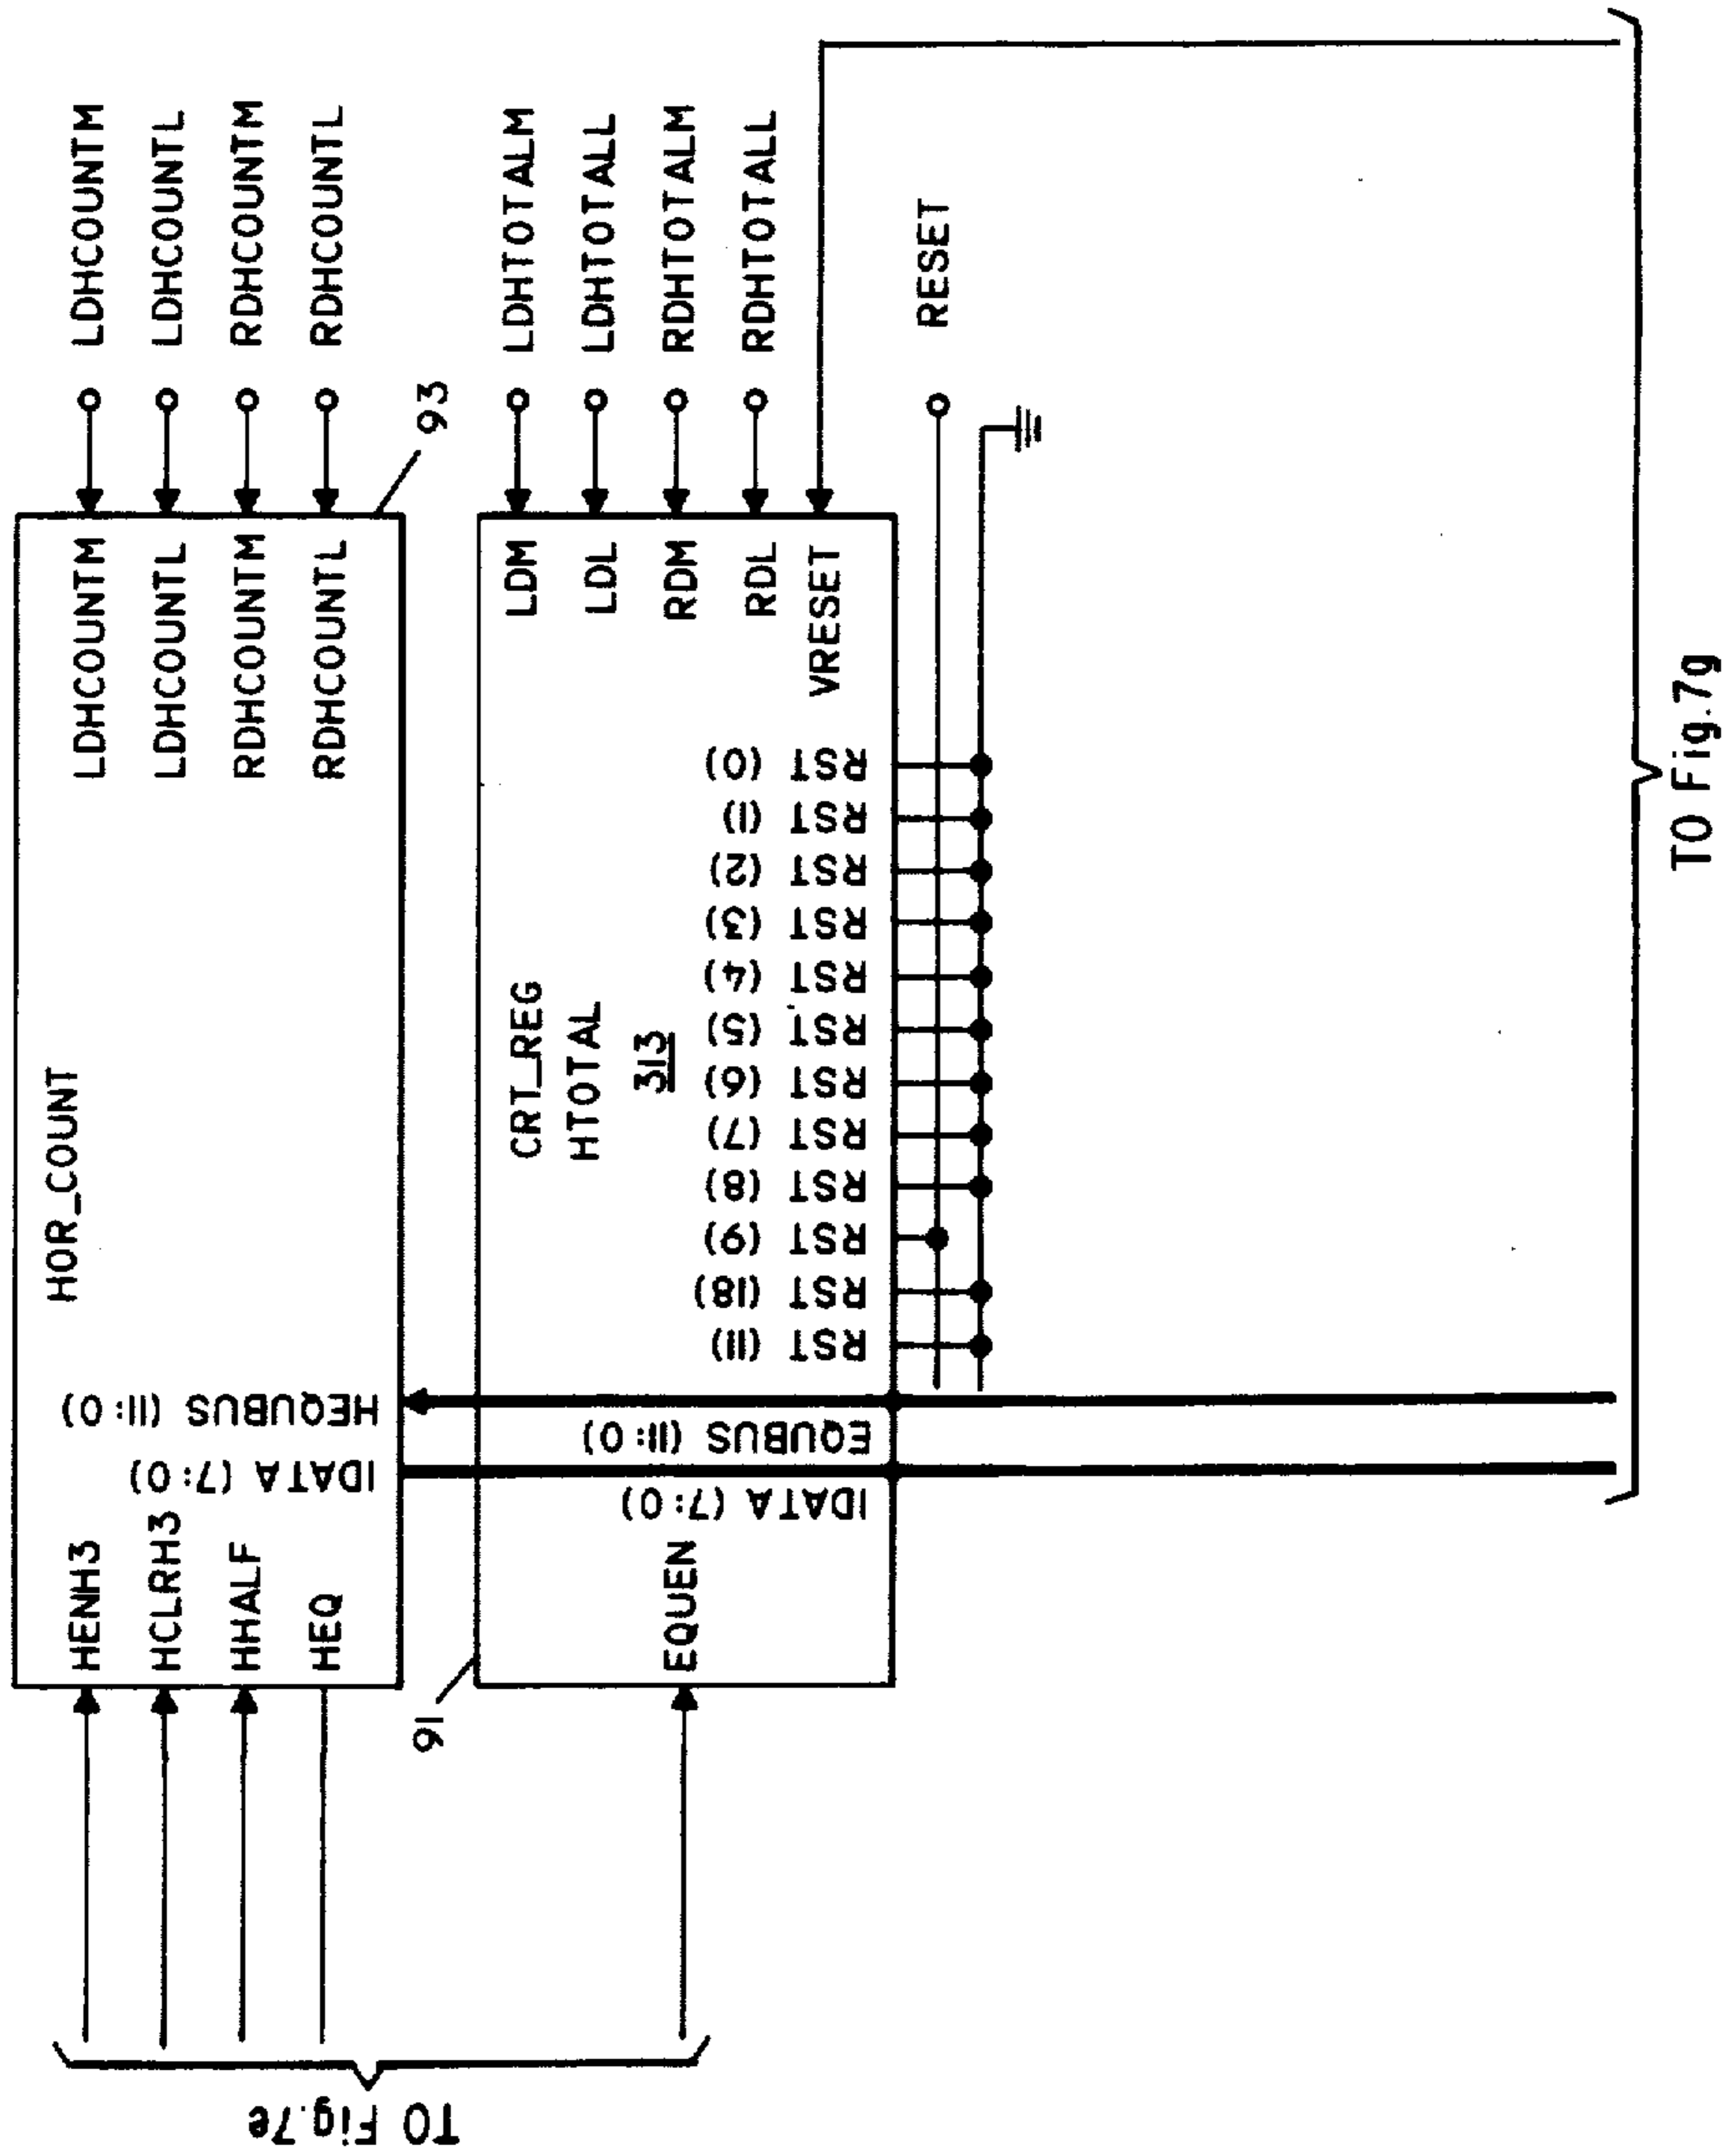 HOR_COUNT
HENH3
HCLRH3
HHALF
HEQ
IDATA (7:0)
HEQUBUS (11:0)
LDHCOUNTM
LDHCOUNTL
RDHCOUNTM
RDHCOUNTL
LDHCOUNTM
LDHCOUNTL
RDHCOUNTM
RDHCOUNTL
93
91
CRT_REG
HTOTAL
313
EQUEN
IDATA (7:0)
EQUBUS (11:0)
RST (11)
RST (18)
RST (9)
RST (8)
RST (7)
RST (6)
RST (5)
RST (4)
RST (3)
RST (2)
RST (1)
RST (0)
LDM
LDL
RDM
RDL
VRESET
LDHTOTALM
LDHTOTALL
RDHTOTALM
RDHTOTALL
RESET
TO Fig.7e
TO Fig.7g